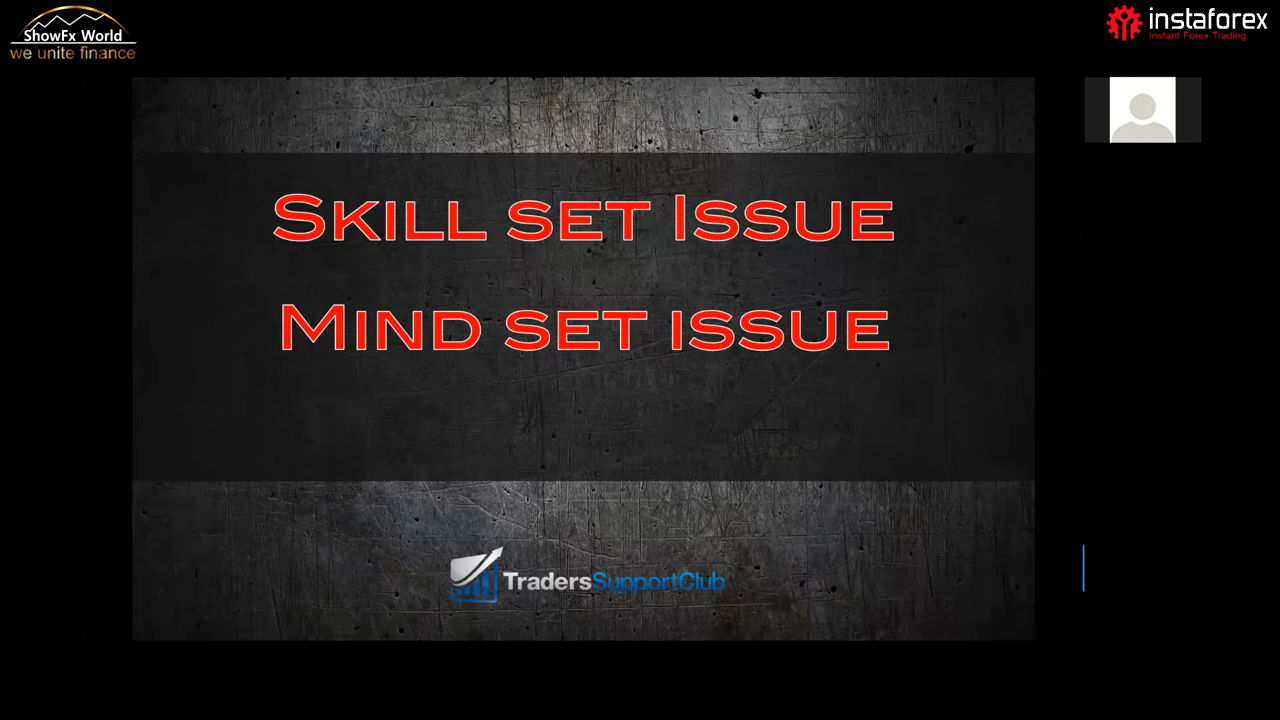 ShowFx World
we unite finance
instaforex
Instant Forex Trading
Skill set Issue
Mind set issue
TradersSupportClub